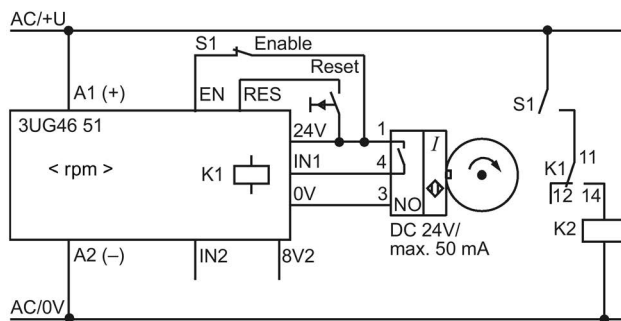 AC/+U
S1 Enable
Reset
A1 (+)
EN RES
S1
3UG46 51
24V 1
I
< rpm >
K1
IN1 4
K1 11
0V 3
NO
12 14
DC 24V/
max. 50 mA
K2
A2 (–)
IN2
8V2
AC/0V